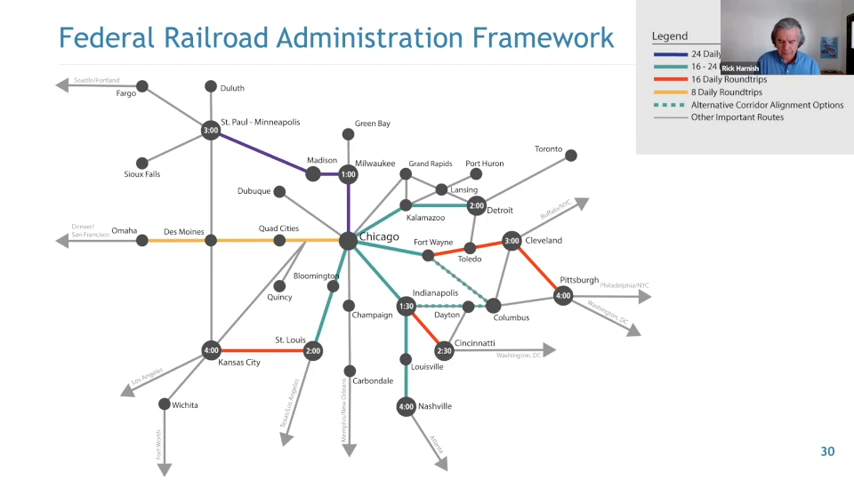 Federal Railroad Administration Framework
Legend
24 Daily
16 - 24
16 Daily Roundtrips
8 Daily Roundtrips
Alternative Corridor Alignment Options
Other Important Routes
Rick Harnish
Seattle/Portland
Fargo
Duluth
3:00
St. Paul - Minneapolis
Sioux Falls
Green Bay
Madison
Milwaukee
1:00
Grand Rapids
Port Huron
Toronto
Lansing
Dubuque
Kalamazoo
2:00
Detroit
Buffalo/NYC
Denver/
San Francisco
Omaha
Des Moines
Quad Cities
Chicago
Fort Wayne
Toledo
3:00
Cleveland
Bloomington
Quincy
Pittsburgh
4:00
Philadelphia/NYC
Washington, DC
Indianapolis
1:30
Champaign
Dayton
Columbus
St. Louis
2:00
4:00
Kansas City
2:30
Cincinnatti
Washington, DC
Louisville
Los Angeles
Carbondale
Wichita
Texas/Los Angeles
Memphis/New Orleans
4:00
Nashville
Atlanta
Fort Worth
30